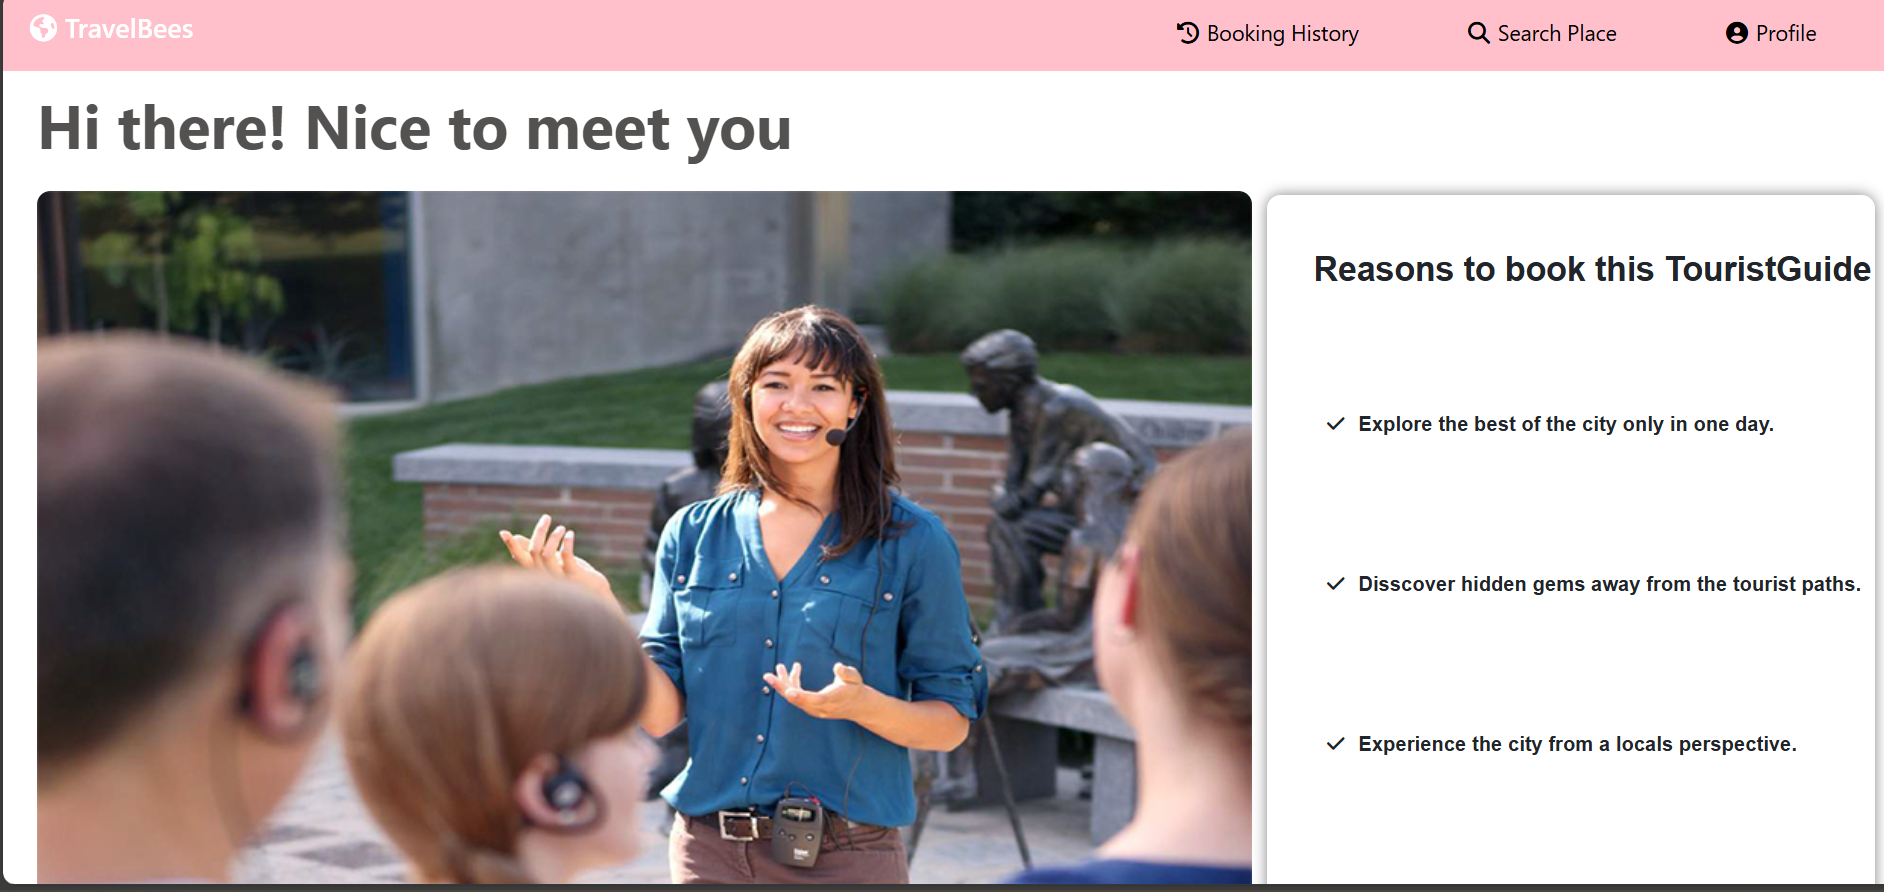 TravelBees
Booking History
Search Place
Profile
Hi there! Nice to meet you
Reasons to book this TouristGuide
Explore the best of the city only in one day.
Disscover hidden gems away from the tourist paths.
Experience the city from a locals perspective.